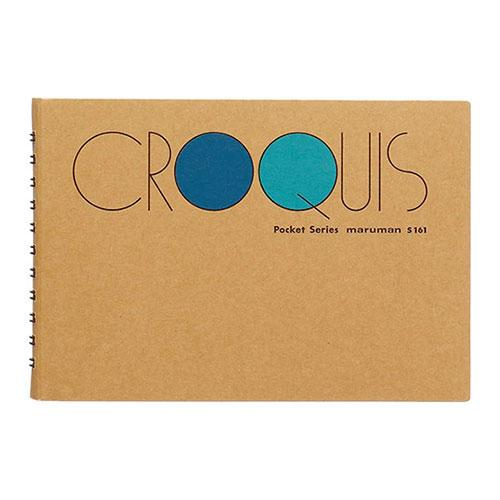 CROQUIS
Pocket Series maruman S161